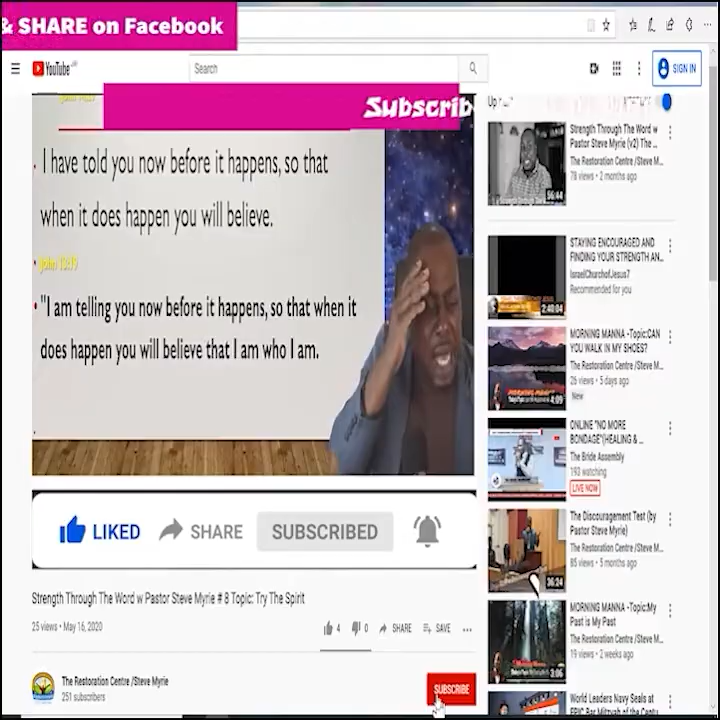 & SHARE on Facebook
YouTube
Search
SIGN IN
Subscrib
I have told you now before it happens, so that
when it does happen you will believe.
John 13:19
"I am telling you now before it happens, so that when it
does happen you will believe that I am who I am.
LIKED
SHARE
SUBSCRIBED
Strength Through The Word w Pastor Steve Myrie # 8 Topic: Try The Spirit
25 views • May 16, 2020
4
0
SHARE
SAVE
The Restoration Centre /Steve Myrie
251 subscribers
SUBSCRIBE
Strength Through The Word w
Pastor Steve Myrie (v2) The ...
The Restoration Centre /Steve M...
78 views • 2 months ago
56:44
STAYING ENCOURAGED AND
FINDING YOUR STRENGTH AN...
IsraelChurchofJesus7
Recommended for you
2:40:04
MORNING MANNA -Topic:CAN
YOU WALK IN MY SHOES?
The Restoration Centre /Steve M...
26 views • 5 days ago
New
4:09
ONLINE "NO MORE
BONDAGE"(HEALING & ...
The Bride Assembly
193 watching
LIVE NOW
The Discouragement Test (by
Pastor Steve Myrie)
The Restoration Centre /Steve M...
85 views • 5 months ago
36:24
MORNING MANNA -Topic:My
Past is My Past
The Restoration Centre /Steve M...
19 views • 2 weeks ago
3:06
World Leaders Navy Seals at